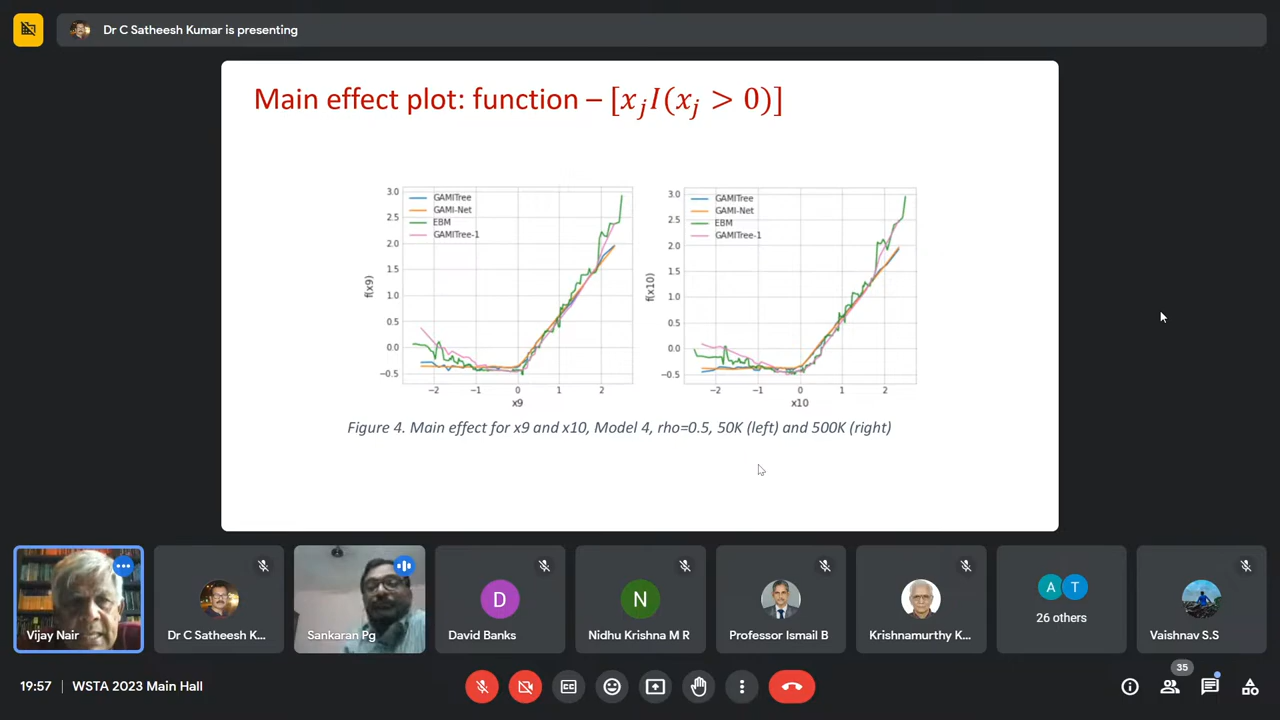 Dr C Satheesh Kumar is presenting
Main effect plot: function – [xⱼI(xⱼ > 0)]
3.0
2.5
2.0
1.5
1.0
0.5
0.0
−0.5
f(x9)
GAMITree
GAMI-Net
EBM
GAMITree-1
−2 −1 0 1 2
x9
3.0
2.5
2.0
1.5
1.0
0.5
0.0
−0.5
f(x10)
GAMITree
GAMI-Net
EBM
GAMITree-1
−2 −1 0 1 2
x10
Figure 4. Main effect for x9 and x10, Model 4, rho=0.5, 50K (left) and 500K (right)
Vijay Nair
Dr C Satheesh K...
Sankaran Pg
D
David Banks
N
Nidhu Krishna M R
Professor Ismail B
Krishnamurthy K...
A T
26 others
Vaishnav S.S
19:57 | WSTA 2023 Main Hall
CC
35